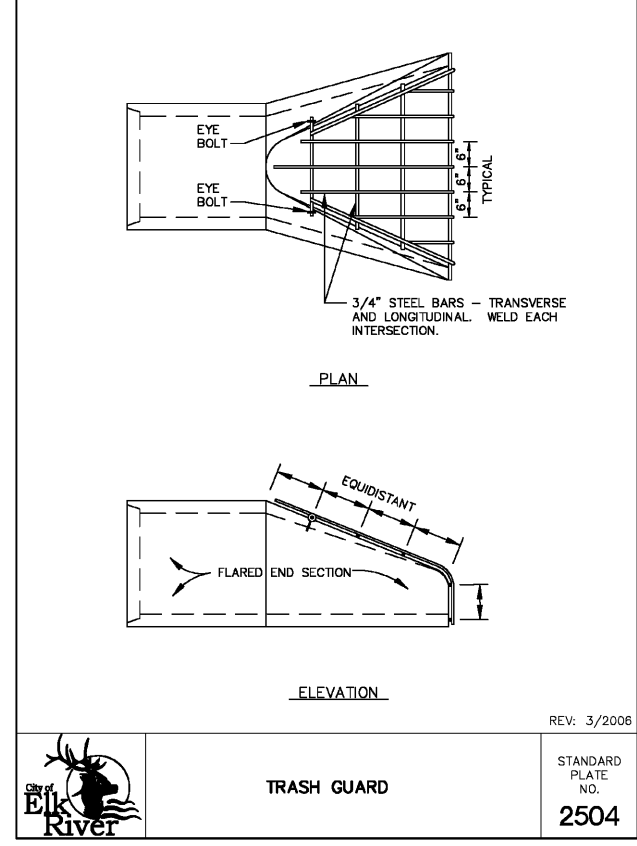 EYE
BOLT
EYE
BOLT
6"
6"
6"
TYPICAL
3/4" STEEL BARS – TRANSVERSE
AND LONGITUDINAL. WELD EACH
INTERSECTION.
PLAN
EQUIDISTANT
FLARED END SECTION
ELEVATION
REV: 3/2006
City of
Elk
River
TRASH GUARD
STANDARD
PLATE
NO.
2504